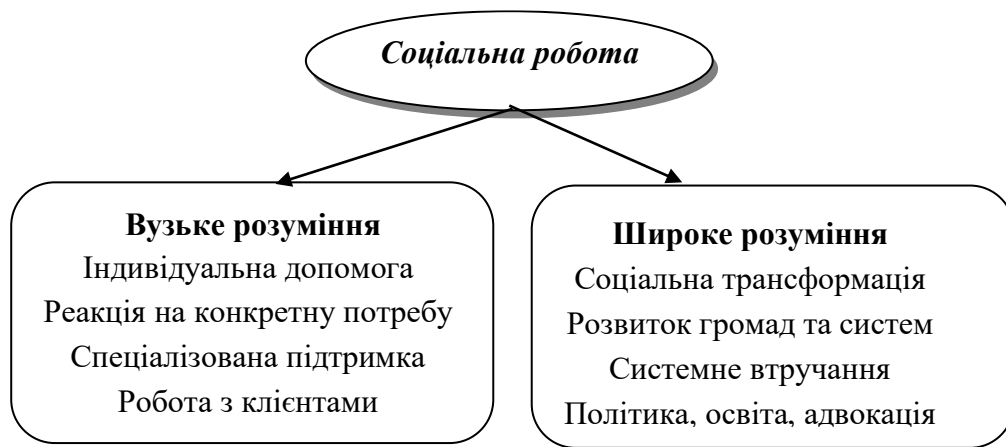 Соціальна робота
Вузьке розуміння
Індивідуальна допомога
Реакція на конкретну потребу
Спеціалізована підтримка
Робота з клієнтами
Широке розуміння
Соціальна трансформація
Розвиток громад та систем
Системне втручання
Політика, освіта, адвокація